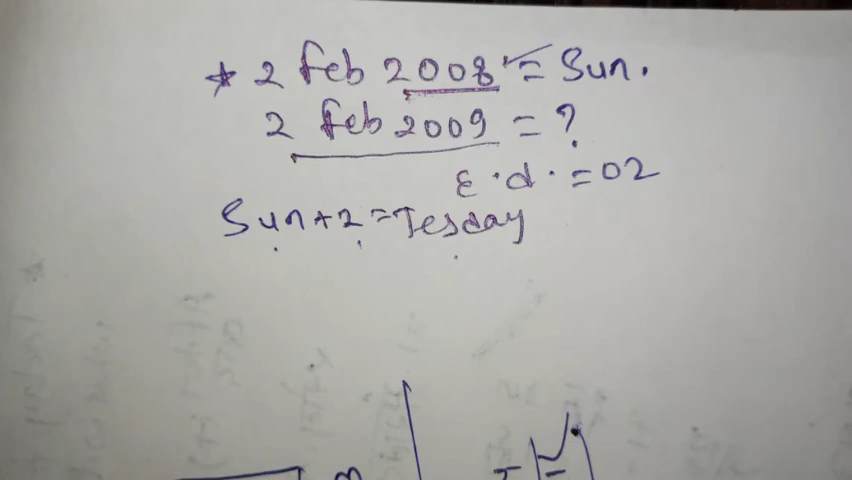 * 2 Feb 2008 ✓ = Sun.
2 Feb 2009 = ?
E.d. = 02
Sun + 2 = Tesday